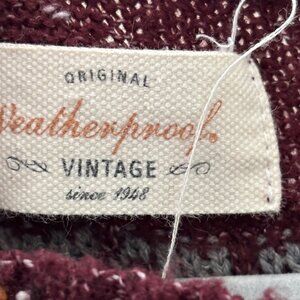 ORIGINAL
Weatherproof.
VINTAGE
since 1948